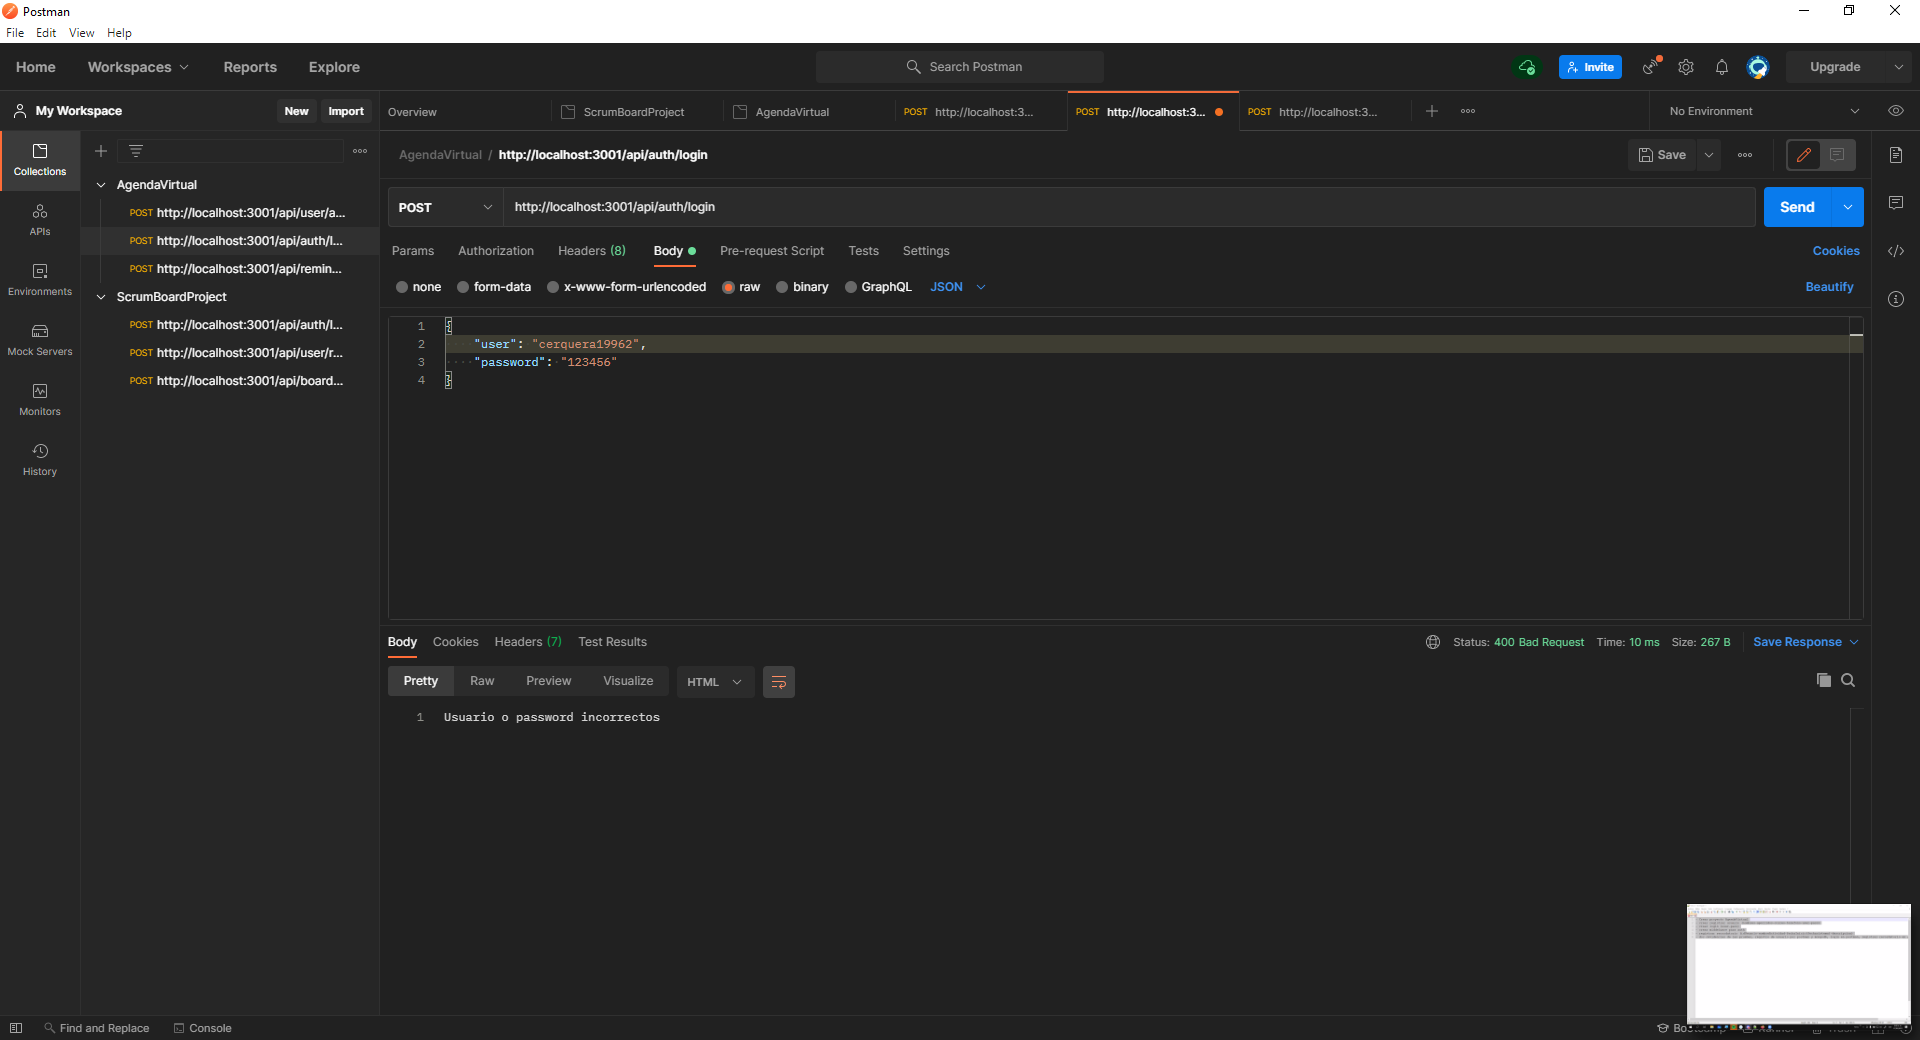 Postman
File Edit View Help
Home Workspaces Reports Explore Search Postman Invite Upgrade
My Workspace New Import Overview ScrumBoardProject AgendaVirtual POST http://localhost:3... POST http://localhost:3... POST http://localhost:3... No Environment
Collections
APIs
Environments
Mock Servers
Monitors
History
AgendaVirtual
POST http://localhost:3001/api/user/a...
POST http://localhost:3001/api/auth/l...
POST http://localhost:3001/api/remin...
ScrumBoardProject
POST http://localhost:3001/api/auth/l...
POST http://localhost:3001/api/user/r...
POST http://localhost:3001/api/board...
AgendaVirtual / http://localhost:3001/api/auth/login Save
POST http://localhost:3001/api/auth/login Send
Params Authorization Headers (8) Body Pre-request Script Tests Settings Cookies
none form-data x-www-form-urlencoded raw binary GraphQL JSON Beautify
1 {
2 "user": "cerquera19962",
3 "password": "123456"
4 }
Body Cookies Headers (7) Test Results Status: 400 Bad Request Time: 10 ms Size: 267 B Save Response
Pretty Raw Preview Visualize HTML
1 Usuario o password incorrectos
Find and Replace Console